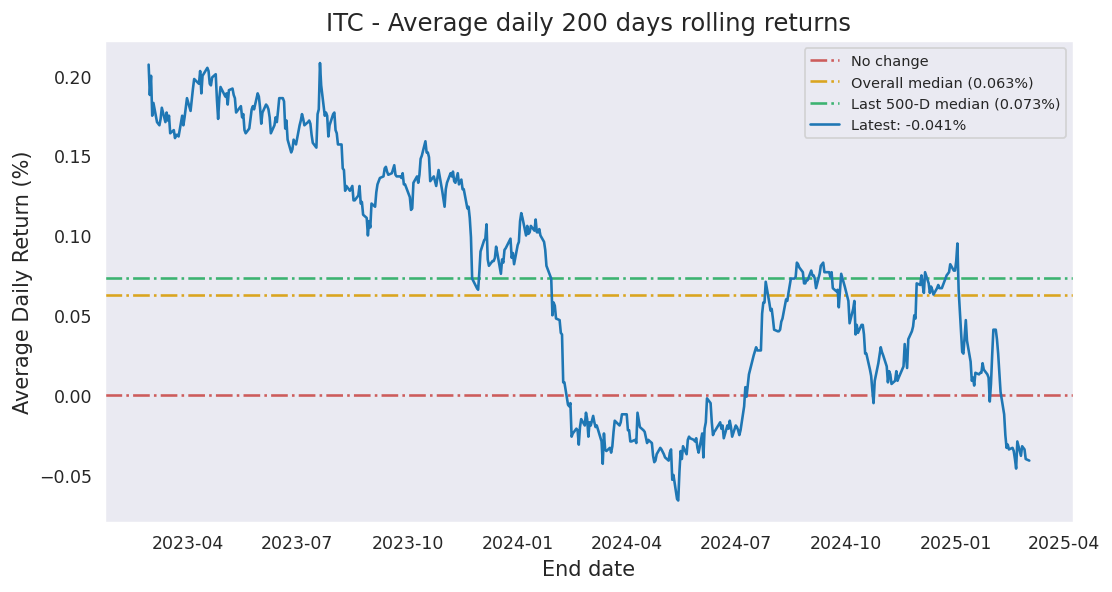 ITC - Average daily 200 days rolling returns
No change
Overall median (0.063%)
Last 500-D median (0.073%)
Latest: -0.041%
Average Daily Return (%)
0.20
0.15
0.10
0.05
0.00
−0.05
2023-04 2023-07 2023-10 2024-01 2024-04 2024-07 2024-10 2025-01 2025-04
End date